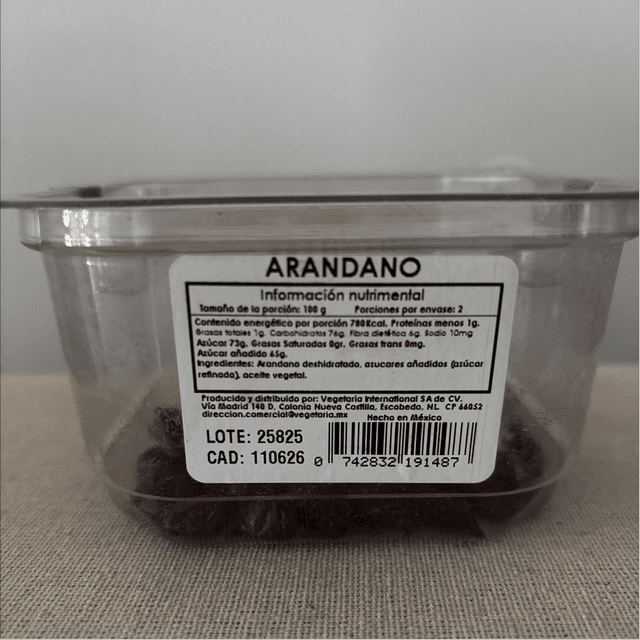 ARANDANO
Información nutrimental
Tamaño de la porción: 100 g Porciones por envase: 2
Contenido energético por porción 780Kcal. Proteínas menos 1g.
Grasas totales 1g. Carbohidratos 76g. Fibra dietética 6g. Sodio 10mg
Azúcar 73g. Grasas Saturadas 0gr. Grasas trans 0mg.
Azúcar añadido 65g.
Ingredientes: Arandano deshidratado, azucares añadidos (azúcar
refinada), aceite vegetal.
Producido y distribuido por: Vegetaria International SA de CV.
Vía Madrid 140 D, Colonia Nueva Castilla, Escobedo, NL CP 66052
direccion.comercial@vegetaria.mx Hecho en México
LOTE: 25825
CAD: 110626
0 742832 191487